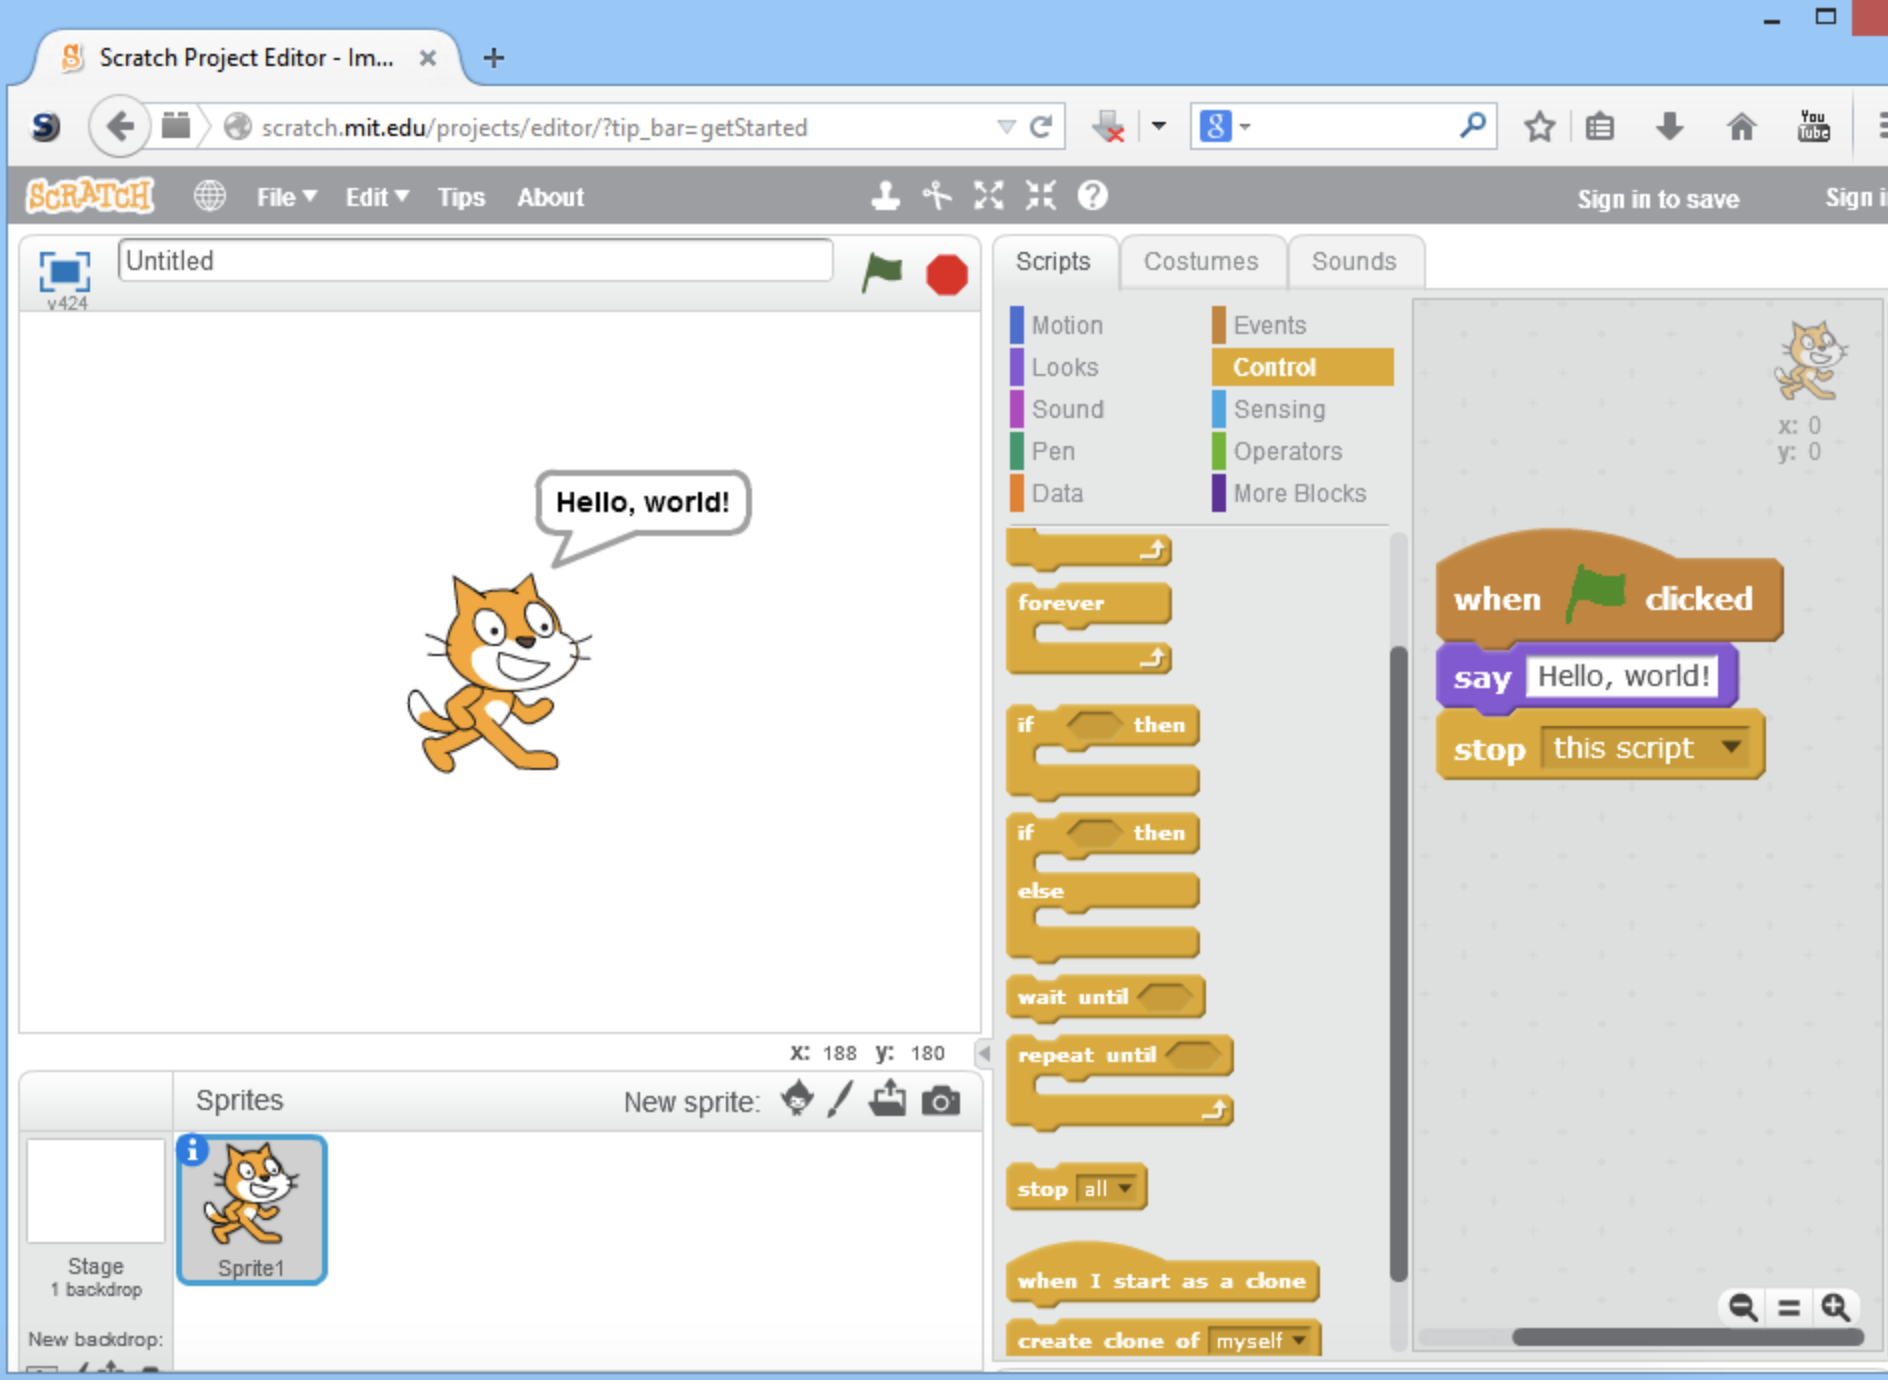 Scratch Project Editor - Im...
scratch.mit.edu/projects/editor/?tip_bar=getStarted
You
Tube
SCRATCH
File Edit Tips About
Sign in to save
Untitled
v424
Hello, world!
x: 188 y: 180
Sprites
New sprite:
Sprite1
Stage
1 backdrop
New backdrop:
Scripts
Costumes
Sounds
Motion
Looks
Sound
Pen
Data
Events
Control
Sensing
Operators
More Blocks
forever
if then
if then
else
wait until
repeat until
stop all
when I start as a clone
create clone of myself
x: 0
y: 0
when clicked
say Hello, world!
stop this script